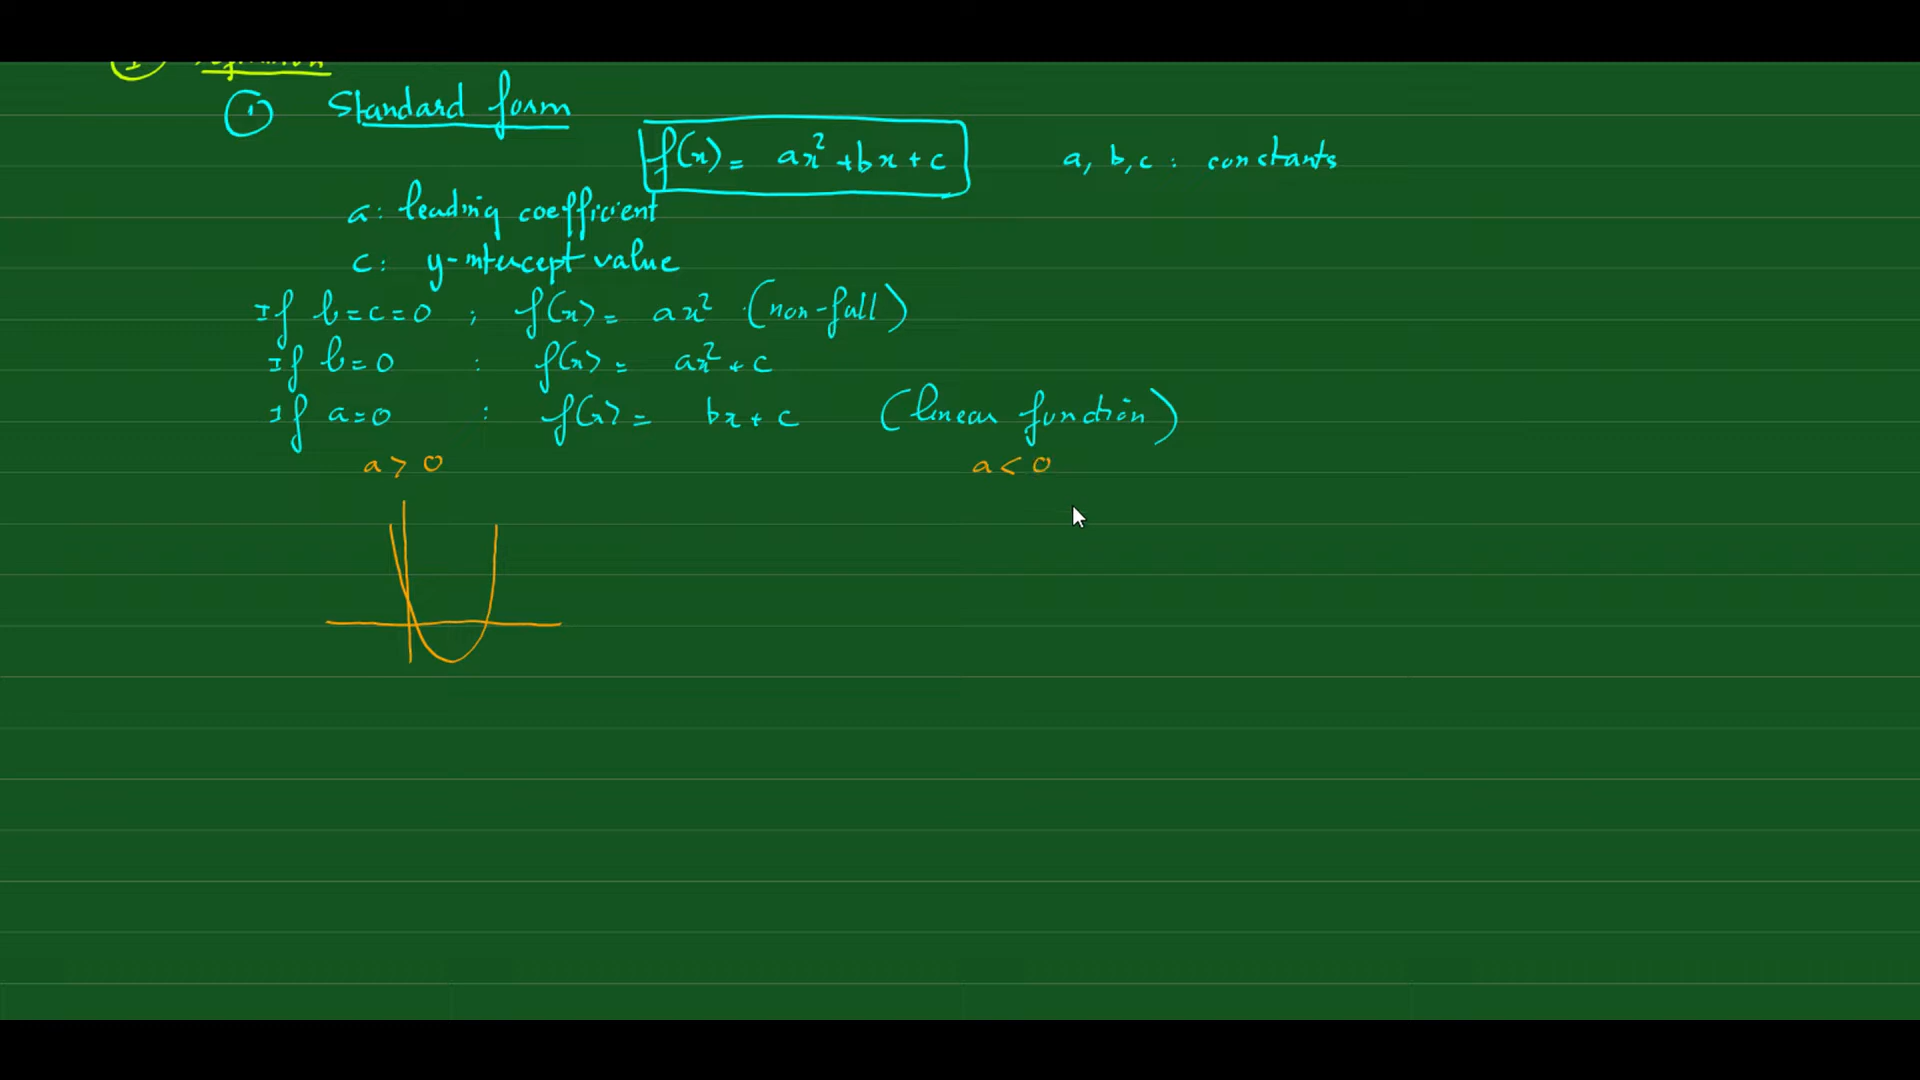 ① Standard form
f(x) = ax² + bx + c a, b, c : constants
a: leading coefficient
c: y-intercept value
If b = c = 0 ; f(x) = ax² (non-full)
If b = 0 : f(x) = ax² + c
If a = 0 : f(x) = bx + c (linear function)
a > 0 a < 0